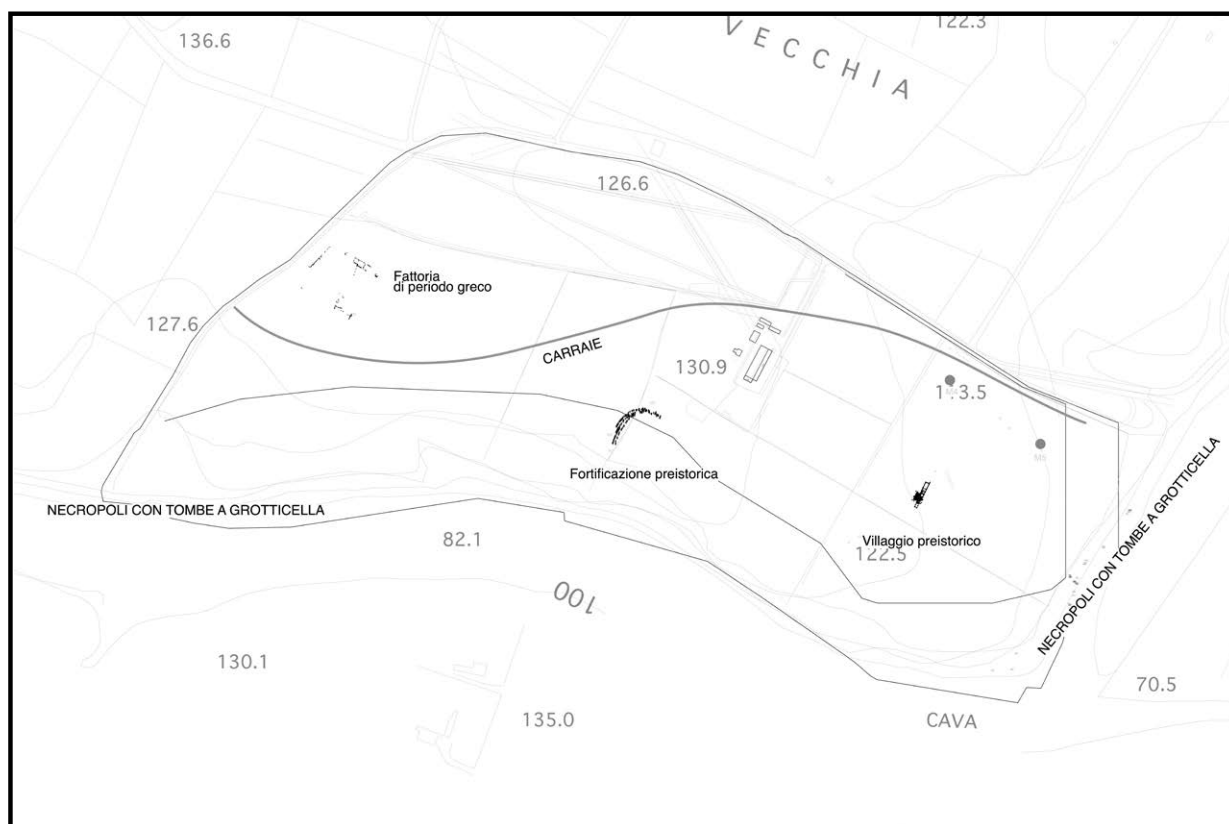 122.3
136.6
VECCHIA
126.6
Fattoria
di periodo greco
127.6
CARRAIE
130.9
Fortificazione preistorica
NECROPOLI CON TOMBE A GROTTICELLA
82.1
Villaggio preistorico
122.5
NECROPOLI CON TOMBE A GROTTICELLA
100
130.1
70.5
135.0
CAVA